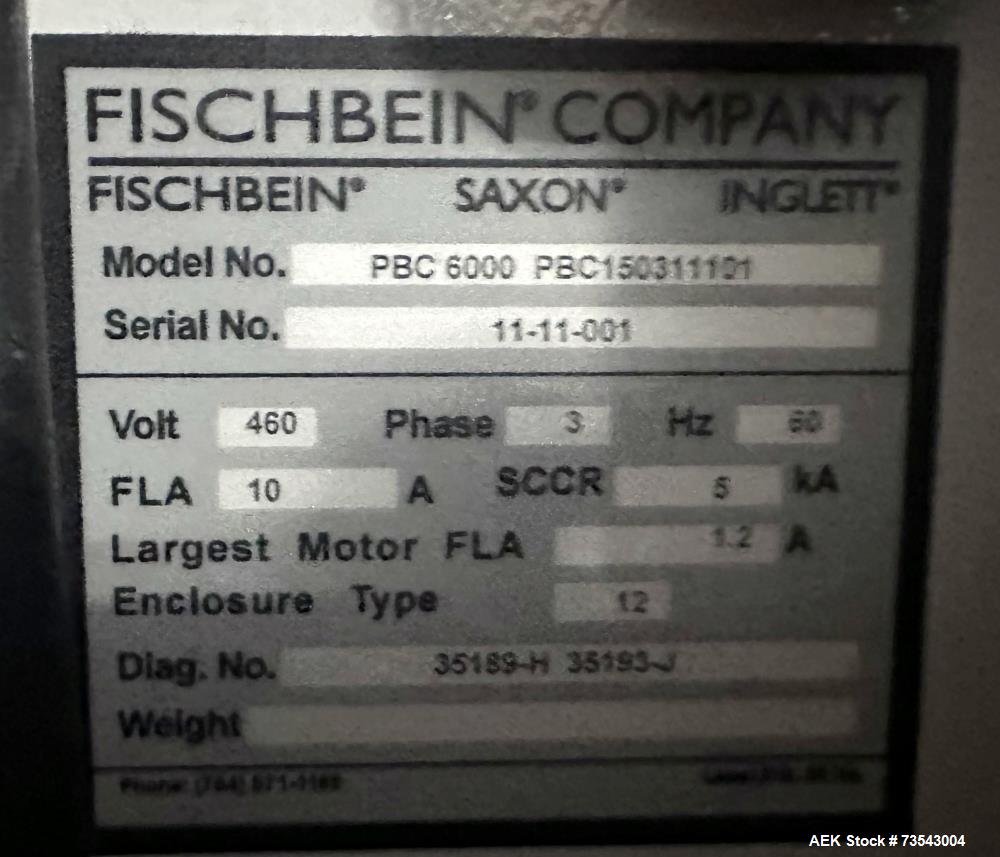 FISCHBEIN® COMPANY
FISCHBEIN® SAXON® INGLETT®
Model No. PBC 6000 PBC150311101
Serial No. 11-11-001
Volt 460 Phase 3 Hz 60
FLA 10 A SCCR 5 kA
Largest Motor FLA 1.2 A
Enclosure Type 12
Diag. No. 35189-H 35193-J
Weight
Phone: (704)
AEK Stock # 73543004